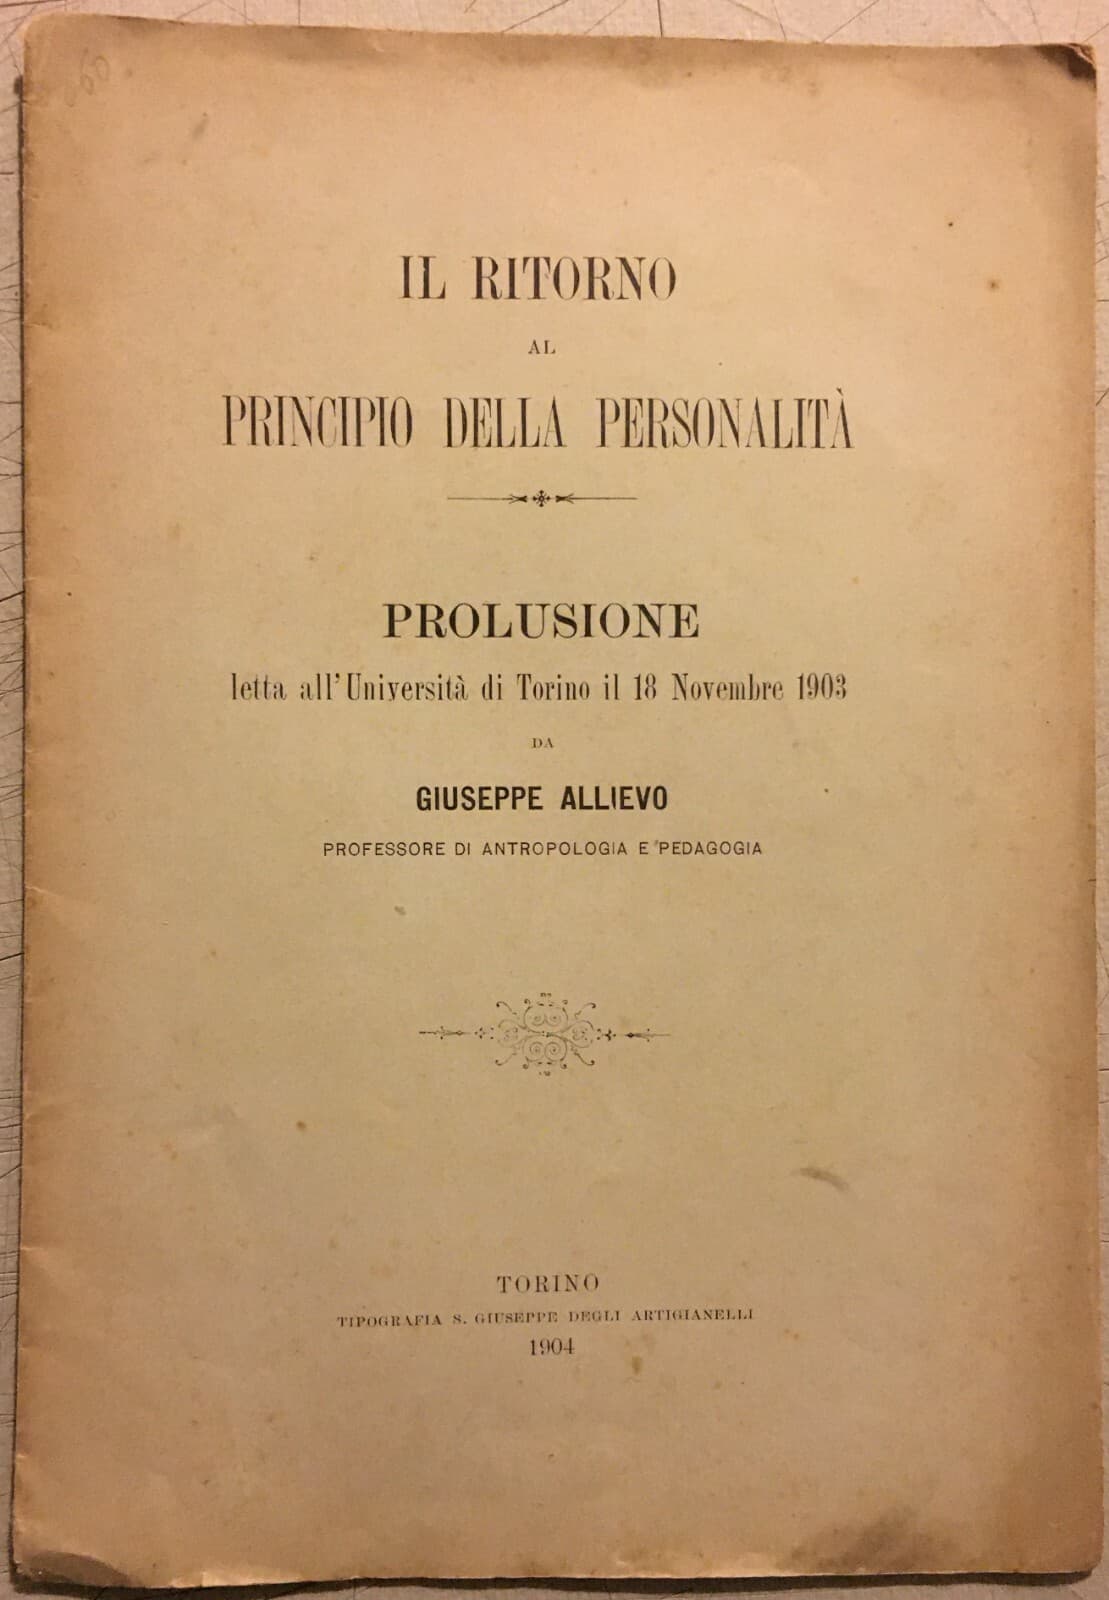 60
IL RITORNO
AL
PRINCIPIO DELLA PERSONALITÀ
PROLUSIONE
letta all'Università di Torino il 18 Novembre 1903
DA
GIUSEPPE ALLIEVO
PROFESSORE DI ANTROPOLOGIA E PEDAGOGIA
TORINO
TIPOGRAFIA S. GIUSEPPE DEGLI ARTIGIANELLI
1904